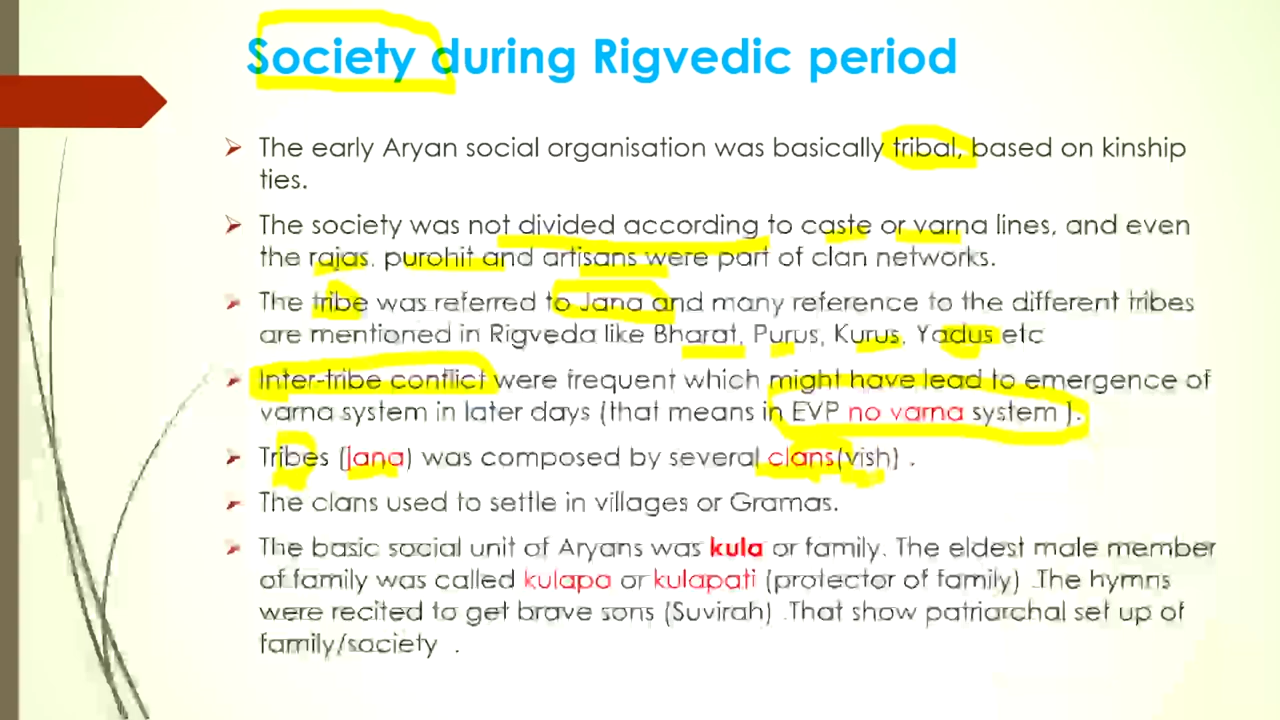 Society during Rigvedic period
The early Aryan social organisation was basically tribal, based on kinship
ties.
The society was not divided according to caste or varna lines, and even
the rajas. purohit and artisans were part of clan networks.
The tribe was referred to Jana and many reference to the different tribes
are mentioned in Rigveda like Bharat, Purus, Kurus, Yadus etc
Inter-tribe conflict were frequent which might have lead to emergence of
varna system in later days (that means in EVP no varna system ).
Tribes (jana) was composed by several clans(vish) .
The clans used to settle in villages or Gramas.
The basic social unit of Aryans was kula or family. The eldest male member
of family was called kulapa or kulapati (protector of family) .The hymns
were recited to get brave sons (Suvirah) .That show patriarchal set up of
family/society .